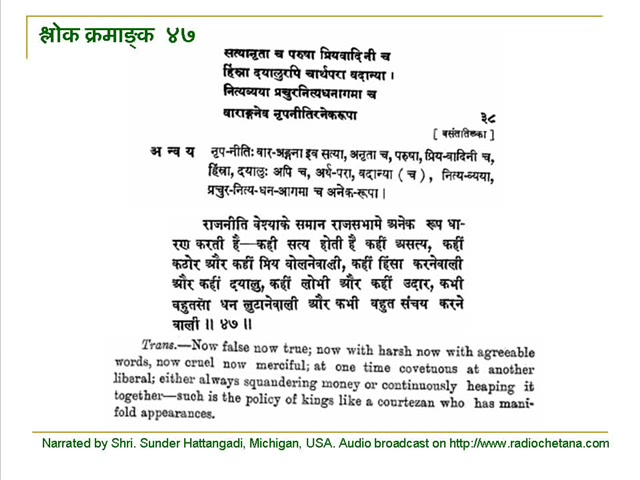 श्लोक क्रमाङ्क ४७
सत्यानृता च परुषा प्रियवादिनी च
हिंस्रा दयालुरपि चार्थपरा वदान्या ।
नित्यव्यया प्रचुरनित्यधनागमा च
वाराङ्गनेव नृपनीतिरनेकरूपा ३८
[ वसंततिलका ]
अ न्व य नृप-नीतिः वार-अङ्गना इव सत्या, अनृता च, परुषा, प्रिय-वादिनी च,
हिंस्रा, दयालुः अपि च, अर्थ-परा, वदान्या ( च ), नित्य-व्यया,
प्रचुर-नित्य-धन-आगमा च अनेक-रूपा ।
राजनीति वेश्याके समान राजसभामे अनेक रूप धा-
रण करती है—कही सत्य होती है कहीं असत्य, कहीं
कठोर और कहीं प्रिय बोलनेवाली, कहीं हिंसा करनेवाली
और कहीं दयालु, कहीं लोभी और कहीं उदार, कभी
बहुतसा धन लुटानेवाली और कभी बहुत संचय करने
वाली ॥ ४७ ॥
Trans.—Now false now true; now with harsh now with agreeable
words, now cruel now merciful; at one time covetuous at another
liberal; either always squandering money or continuously heaping it
together—such is the policy of kings like a courtezan who has mani-
fold appearances.
Narrated by Shri. Sunder Hattangadi, Michigan, USA. Audio broadcast on http://www.radiochetana.com